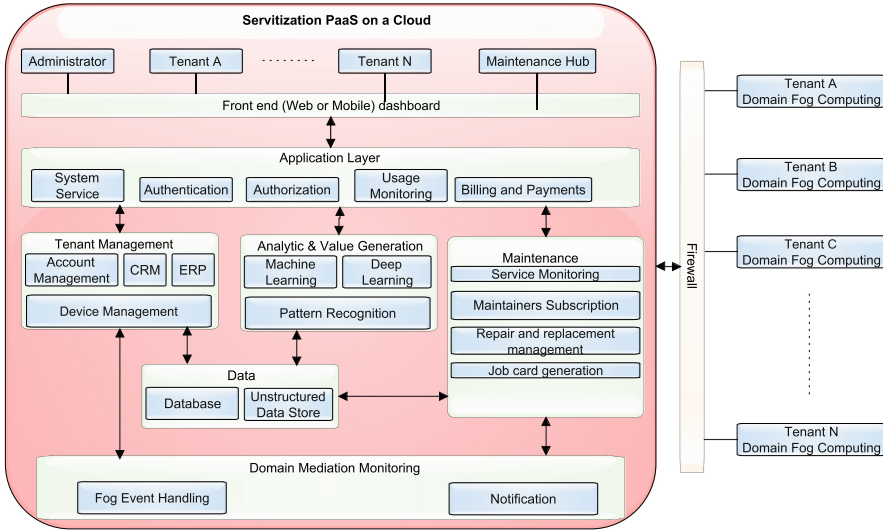 Servitization PaaS on a Cloud
Administrator
Tenant A
Tenant N
Maintenance Hub
Front end (Web or Mobile) dashboard
Application Layer
System
Service
Authentication
Authorization
Usage
Monitoring
Billing and Payments
Tenant Management
Account
Management
CRM
ERP
Device Management
Analytic & Value Generation
Machine
Learning
Deep
Learning
Pattern Recognition
Maintenance
Service Monitoring
Maintainers Subscription
Repair and replacement
management
Job card generation
Data
Database
Unstructured
Data Store
Domain Mediation Monitoring
Fog Event Handling
Notification
Firewall
Tenant A
Domain Fog Computing
Tenant B
Domain Fog Computing
Tenant C
Domain Fog Computing
Tenant N
Domain Fog Computing